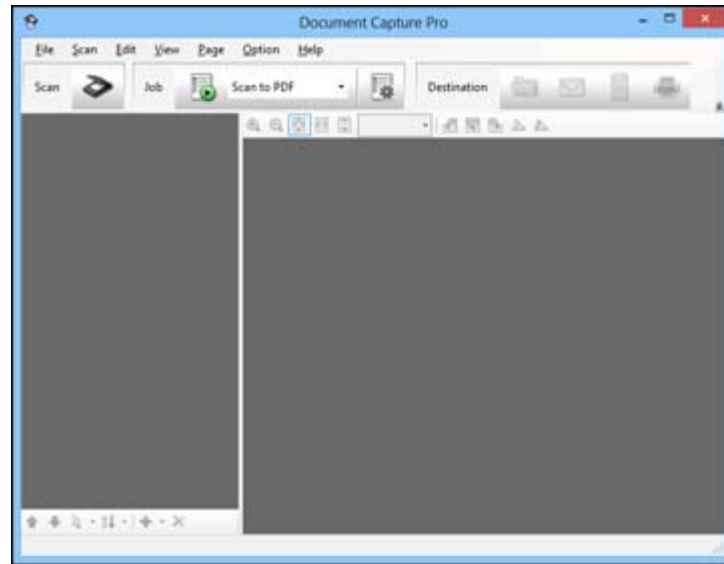 Document Capture Pro
File Scan Edit View Page Option Help
Scan Job Scan to PDF Destination